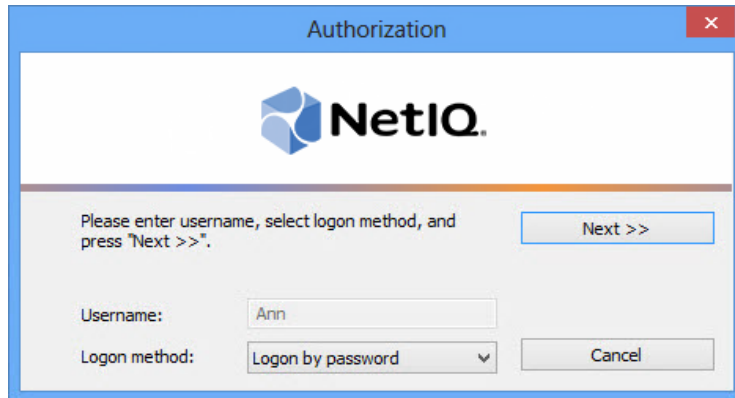 Authorization
NetIQ.
Please enter username, select logon method, and
press "Next >>".
Next >>
Username:
Ann
Logon method:
Logon by password
Cancel